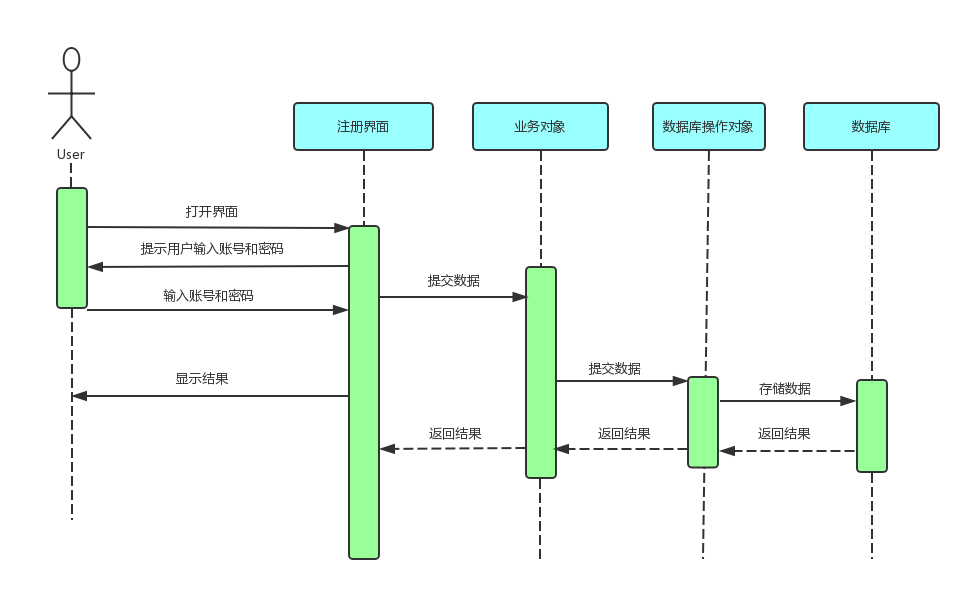 User
注册界面
业务对象
数据库操作对象
数据库
打开界面
提示用户输入账号和密码
提交数据
输入账号和密码
提交数据
显示结果
存储数据
返回结果
返回结果
返回结果